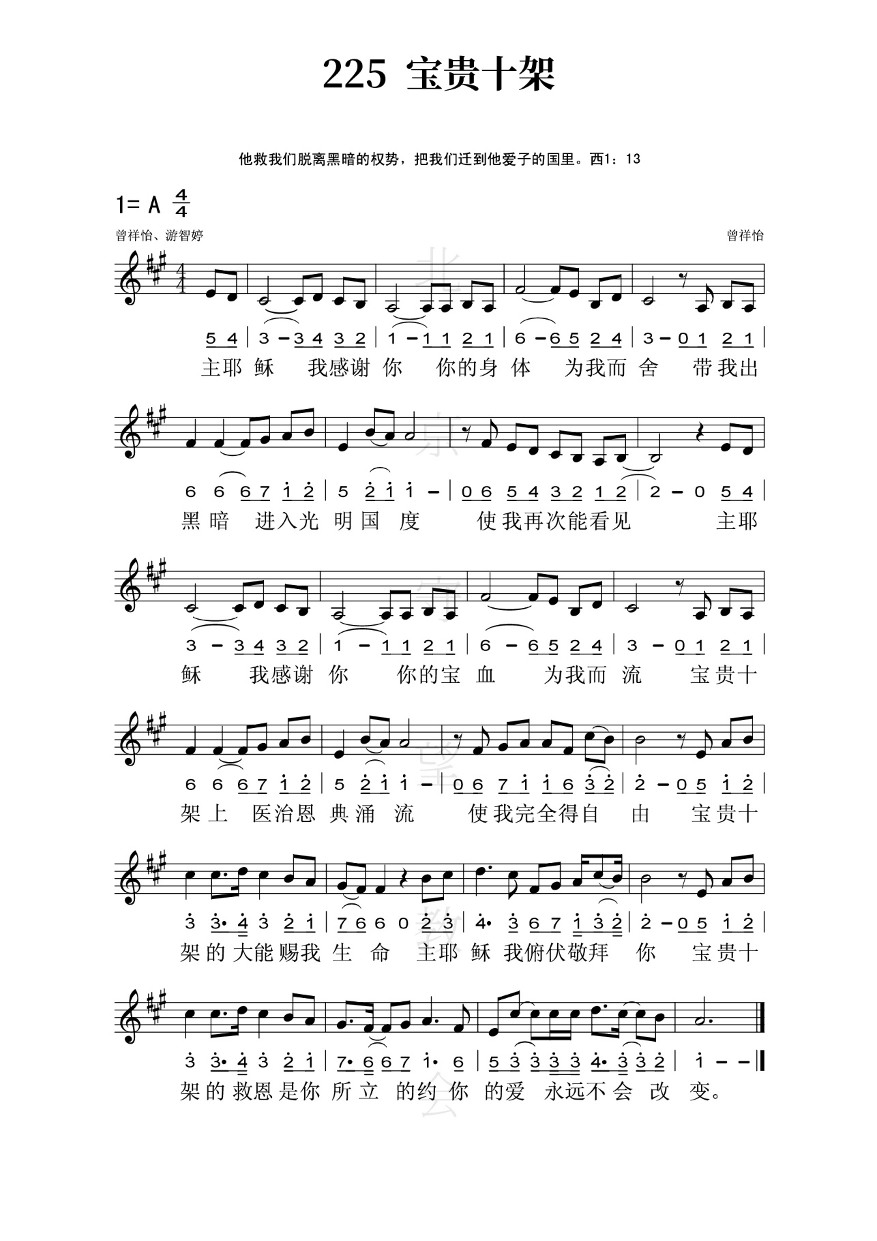 225 宝贵十架
他救我们脱离黑暗的权势，把我们迁到他爱子的国里。西1：13
1= A 4/4
曾祥怡、游智婷 曾祥怡
5 4 | 3 - 3 4 3 2 | 1 - 1 1 2 1 | 6 - 6 5 2 4 | 3 - 0 1 2 1 |
主耶 稣 我感谢 你 你的身 体 为我而 舍 带我出
6 6 6 7 1̇ 2̇ | 5 2̇ 1̇ 1̇ - | 0 6 5 4 3 2 1 2 | 2 - 0 5 4 |
黑 暗 进入光 明 国 度 使 我再次能看见 主耶
3 - 3 4 3 2 | 1 - 1 1 2 1 | 6 - 6 5 2 4 | 3 - 0 1 2 1 |
稣 我感谢 你 你的宝 血 为我而 流 宝贵十
6 6 6 7 1̇ 2̇ | 5 2̇ 1̇ 1̇ - | 0 6 7 1̇ 1̇ 6 3̇ 2̇ | 2̇ - 0 5 1̇ 2̇ |
架 上 医治恩 典 涌 流 使 我完全得自 由 宝贵十
3̇ 3̇· 4̇ 3̇ 2̇ 1̇ | 7 6 6 0 2̇ 3̇ | 4̇· 3̇ 6 7 1̇ 3̇ 2̇ | 2̇ - 0 5 1̇ 2̇ |
架 的 大能 赐我 生 命 主耶 稣 我俯伏敬拜 你 宝贵十
3̇ 3̇· 4̇ 3̇ 2̇ 1̇ | 7· 6 6 7 1̇· 6 | 5 3̇ 3̇ 3̇ 3̇ 4̇· 3̇ 3̇ 2̇ | 1̇ - - ||
架 的 救恩 是你 所 立 的约 你 的爱 永远不 会 改 变。
北京守望教会